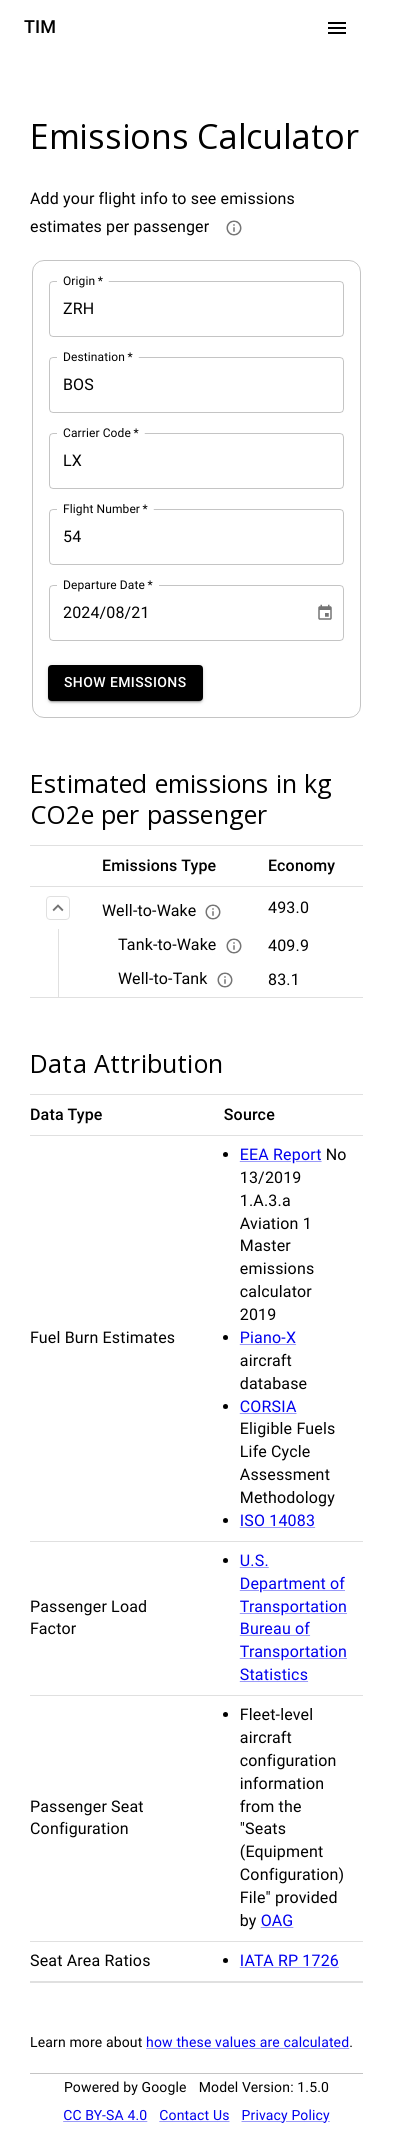 TIM
Emissions Calculator
Add your flight info to see emissions
estimates per passenger
Origin *
ZRH
Destination *
BOS
Carrier Code *
LX
Flight Number *
54
Departure Date *
2024/08/21
SHOW EMISSIONS
Estimated emissions in kg
CO2e per passenger
Emissions Type Economy
Well-to-Wake 493.0
Tank-to-Wake 409.9
Well-to-Tank 83.1
Data Attribution
Data Type Source
Fuel Burn Estimates
• EEA Report No
13/2019
1.A.3.a
Aviation 1
Master
emissions
calculator
2019
• Piano-X
aircraft
database
• CORSIA
Eligible Fuels
Life Cycle
Assessment
Methodology
• ISO 14083
Passenger Load
Factor
• U.S.
Department of
Transportation
Bureau of
Transportation
Statistics
Passenger Seat
Configuration
• Fleet-level
aircraft
configuration
information
from the
"Seats
(Equipment
Configuration)
File" provided
by OAG
Seat Area Ratios
• IATA RP 1726
Learn more about how these values are calculated.
Powered by Google Model Version: 1.5.0
CC BY-SA 4.0 Contact Us Privacy Policy